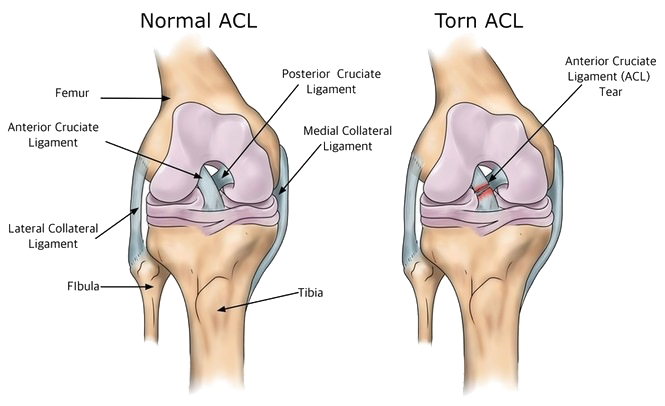 Normal ACL
Torn ACL
Femur
Posterior Cruciate
Ligament
Anterior Cruciate
Ligament
Medial Collateral
Ligament
Lateral Collateral
Ligament
FIbula
Tibia
Anterior Cruciate
Ligament (ACL)
Tear